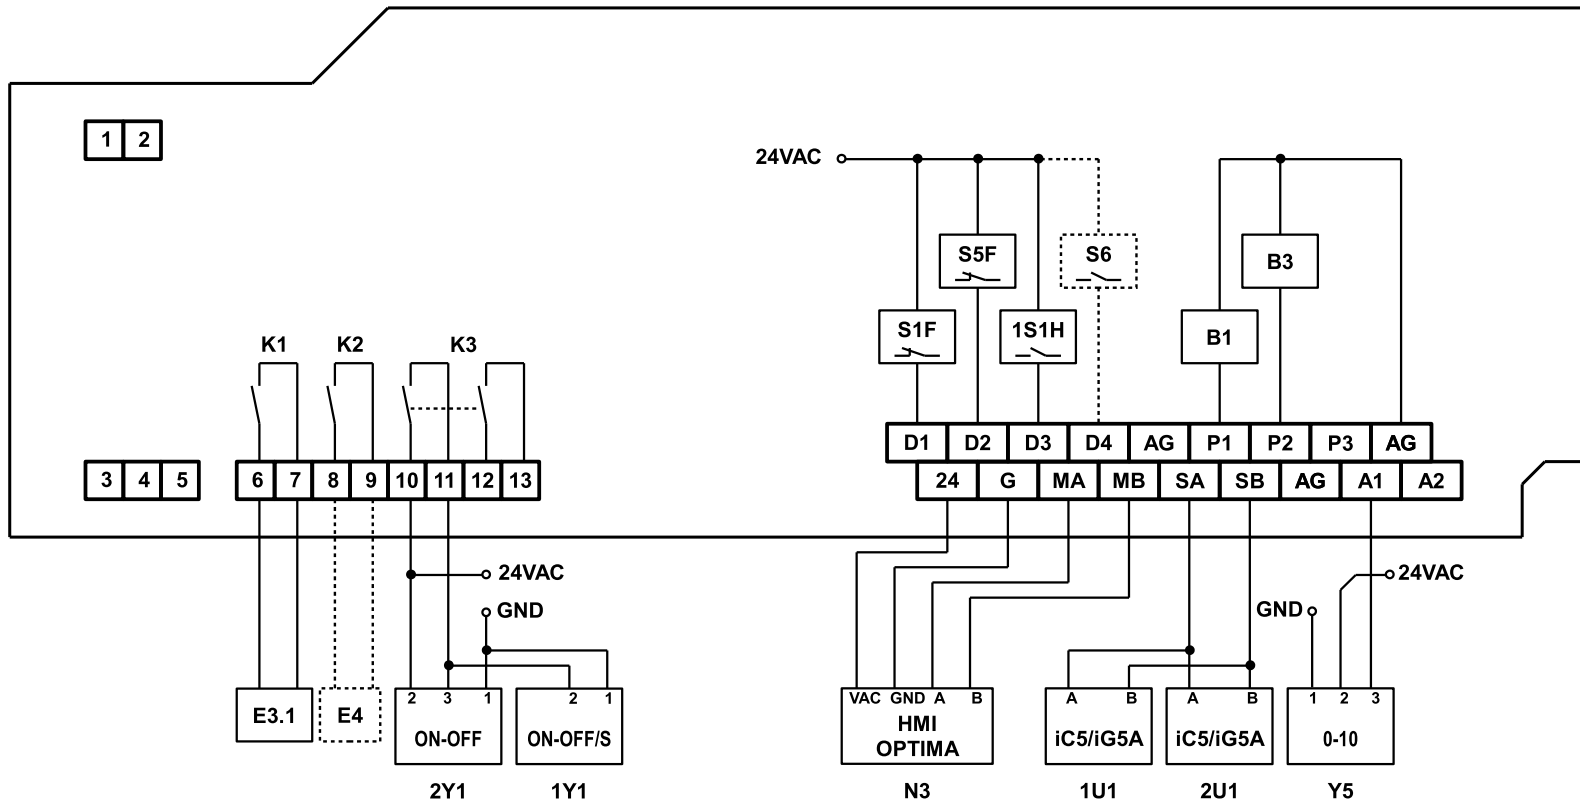 1 2
24VAC
S5F S6 B3
S1F 1S1H B1
K1 K2 K3
D1 D2 D3 D4 AG P1 P2 P3 AG
3 4 5 6 7 8 9 10 11 12 13 24 G MA MB SA SB AG A1 A2
24VAC 24VAC
GND GND
2 3 1 2 1 VAC GND A B A B A B 1 2 3
E3.1 E4 ON-OFF ON-OFF/S HMI
OPTIMA iC5/iG5A iC5/iG5A 0-10
2Y1 1Y1 N3 1U1 2U1 Y5